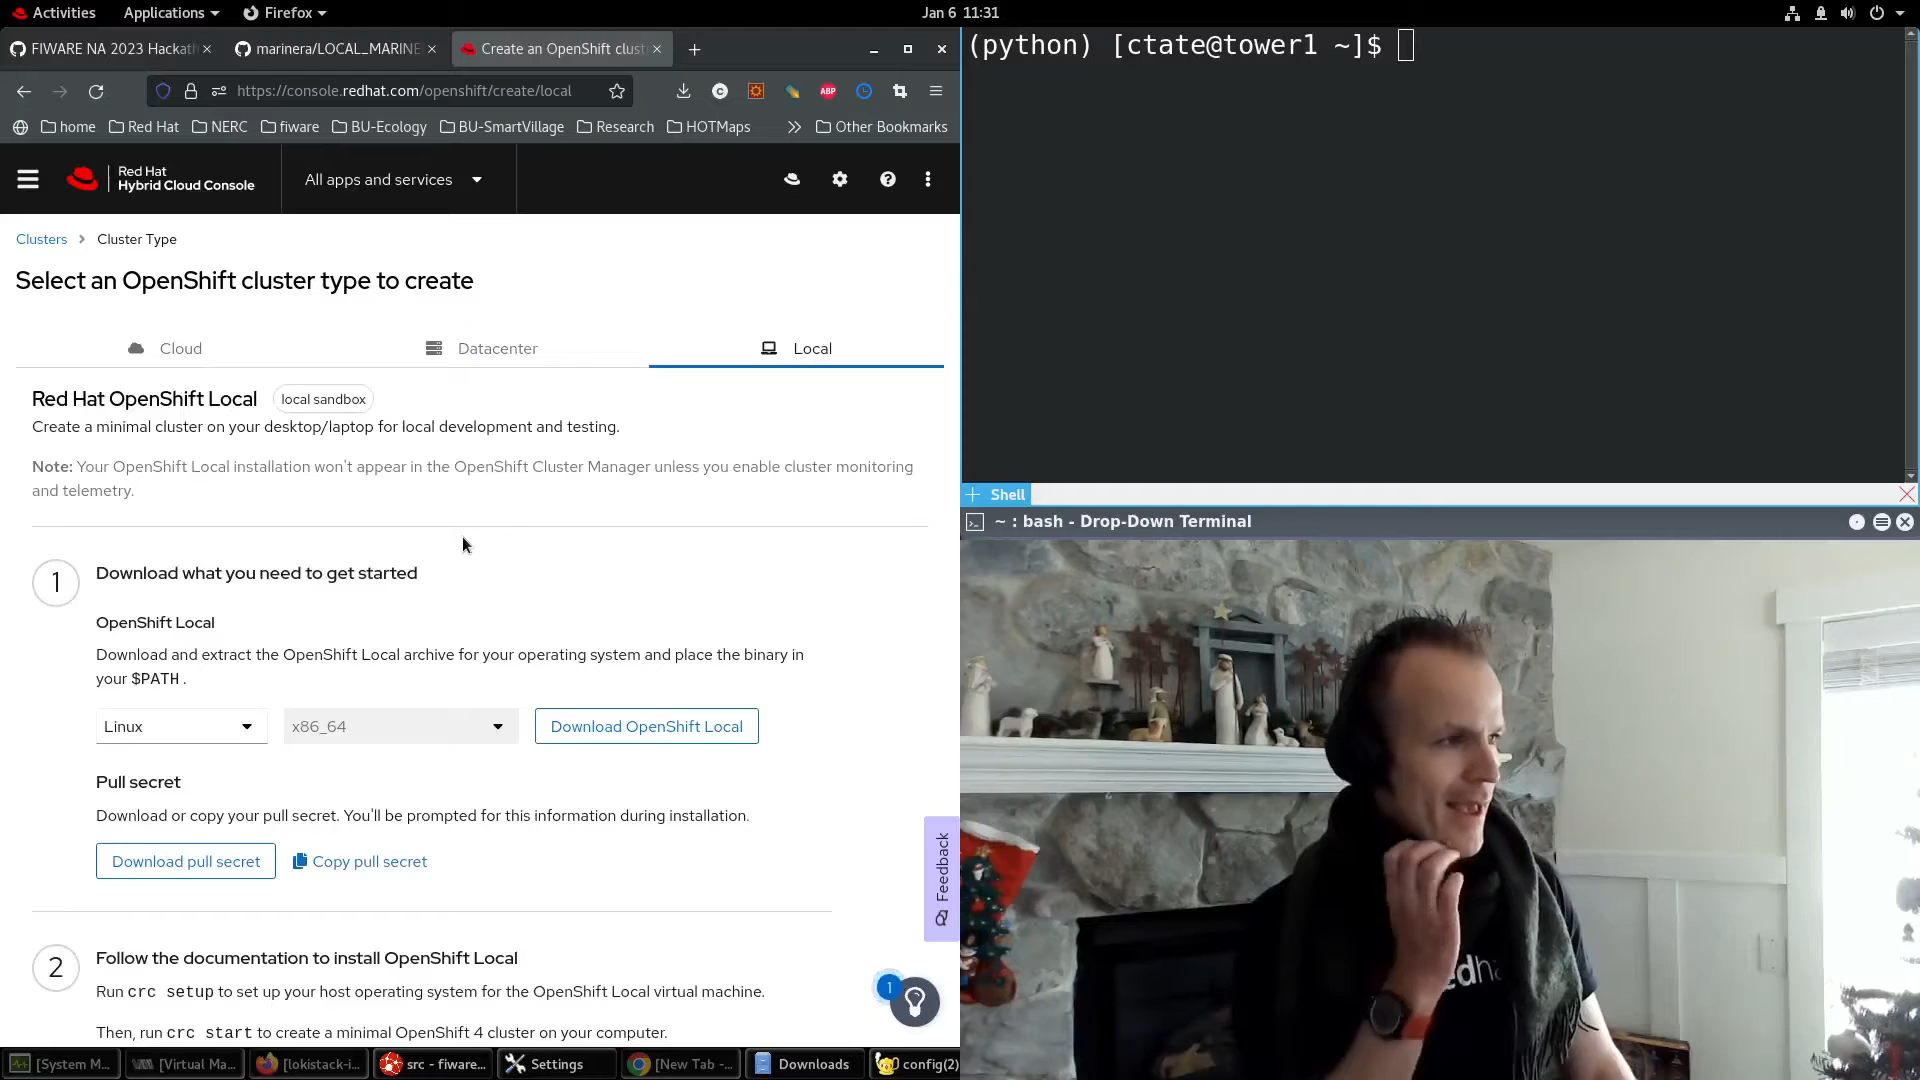 Activities Applications Firefox Jan 6 11:31
FIWARE NA 2023 Hackath
marinera/LOCAL_MARINE
Create an OpenShift clust
https://console.redhat.com/openshift/create/local
ABP
home Red Hat NERC fiware BU-Ecology BU-SmartVillage Research HOTMaps Other Bookmarks
Red Hat
Hybrid Cloud Console
All apps and services
Clusters > Cluster Type
Select an OpenShift cluster type to create
Cloud Datacenter Local
Red Hat OpenShift Local local sandbox
Create a minimal cluster on your desktop/laptop for local development and testing.
Note: Your OpenShift Local installation won't appear in the OpenShift Cluster Manager unless you enable cluster monitoring
and telemetry.
1 Download what you need to get started
OpenShift Local
Download and extract the OpenShift Local archive for your operating system and place the binary in
your $PATH .
Linux x86_64 Download OpenShift Local
Pull secret
Download or copy your pull secret. You'll be prompted for this information during installation.
Download pull secret Copy pull secret
Feedback
2 Follow the documentation to install OpenShift Local
Run crc setup to set up your host operating system for the OpenShift Local virtual machine.
1
Then, run crc start to create a minimal OpenShift 4 cluster on your computer.
[System M... [Virtual Ma... [lokistack-i... src - fiware... Settings [New Tab -... Downloads config(2)
(python) [ctate@tower1 ~]$
Shell
~ : bash - Drop-Down Terminal
edha